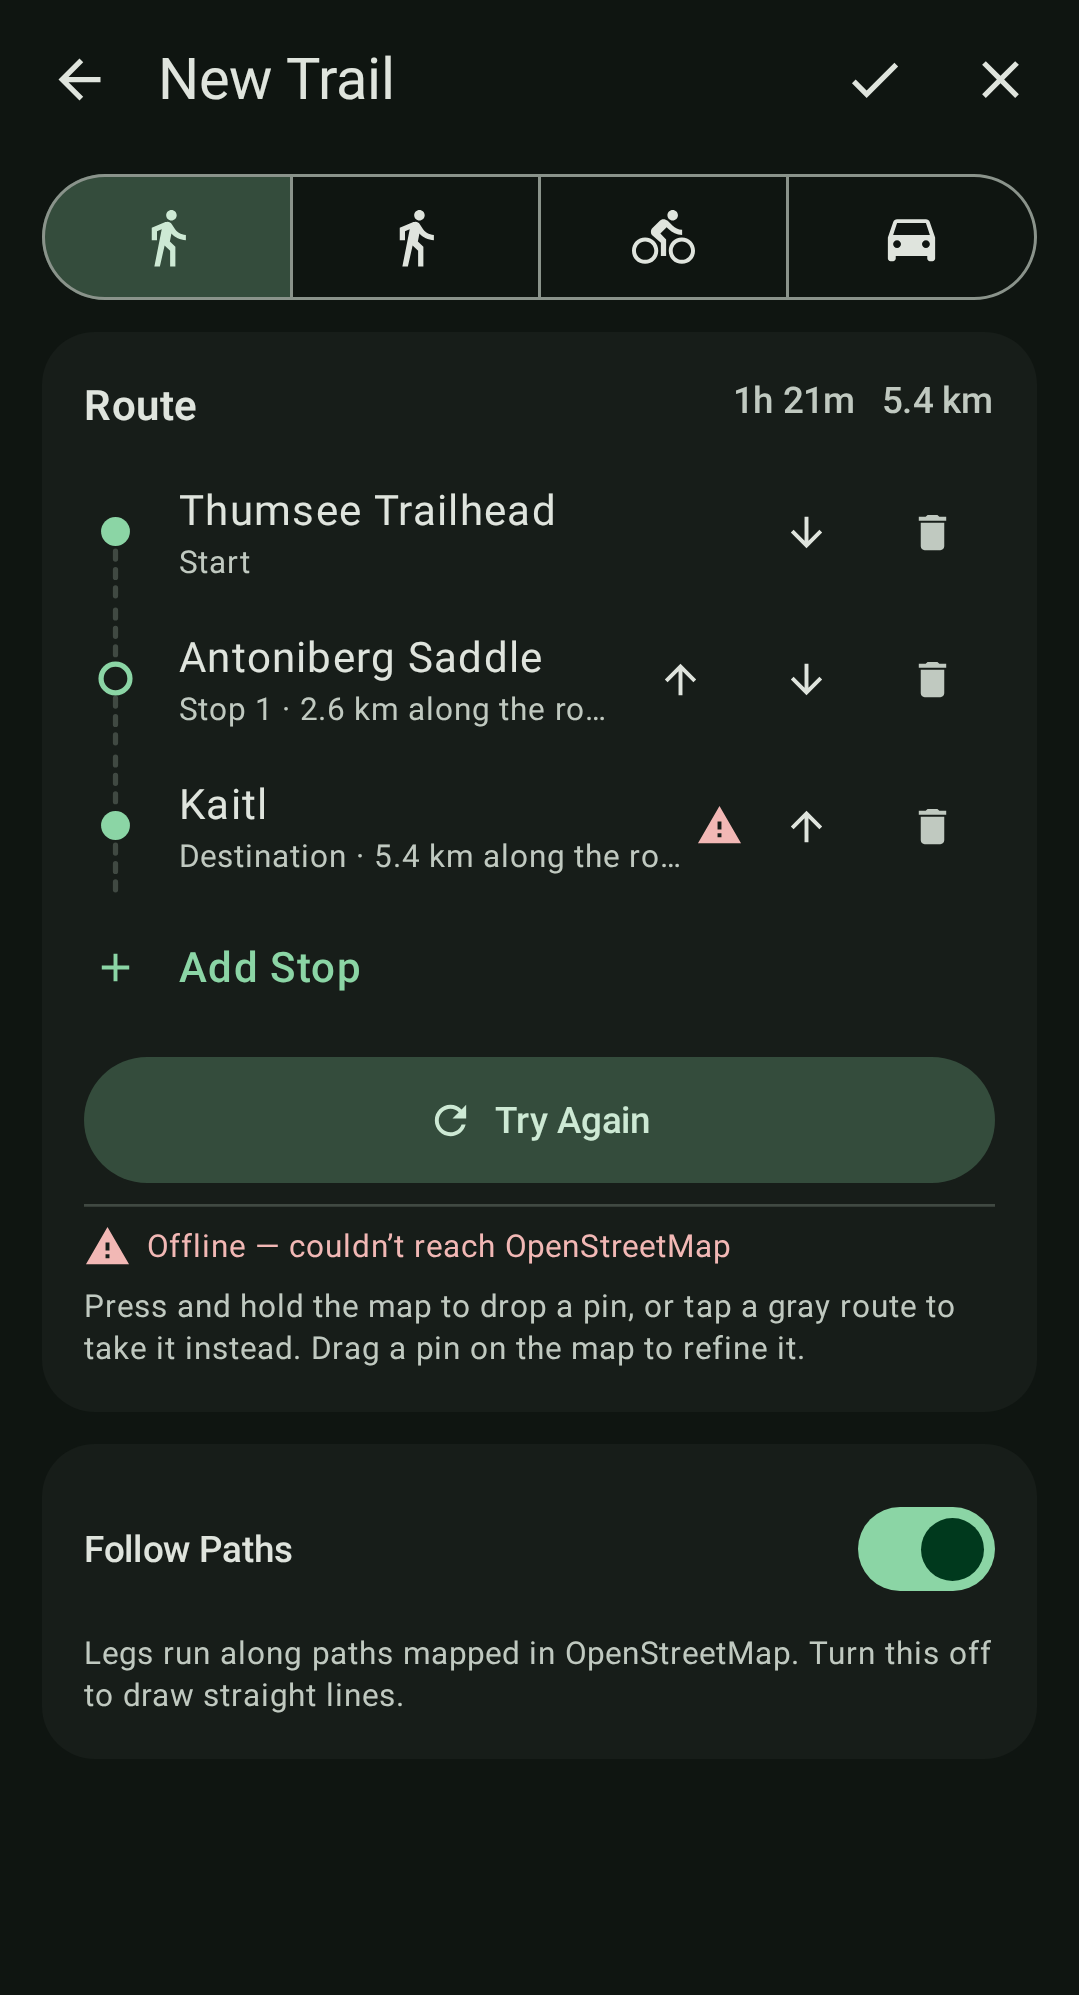 New Trail
Route
1h 21m 5.4 km
Thumsee Trailhead
Start
Antoniberg Saddle
Stop 1 · 2.6 km along the ro…
Kaitl
Destination · 5.4 km along the ro…
Add Stop
Try Again
Offline — couldn’t reach OpenStreetMap
Press and hold the map to drop a pin, or tap a gray route to
take it instead. Drag a pin on the map to refine it.
Follow Paths
Legs run along paths mapped in OpenStreetMap. Turn this off
to draw straight lines.